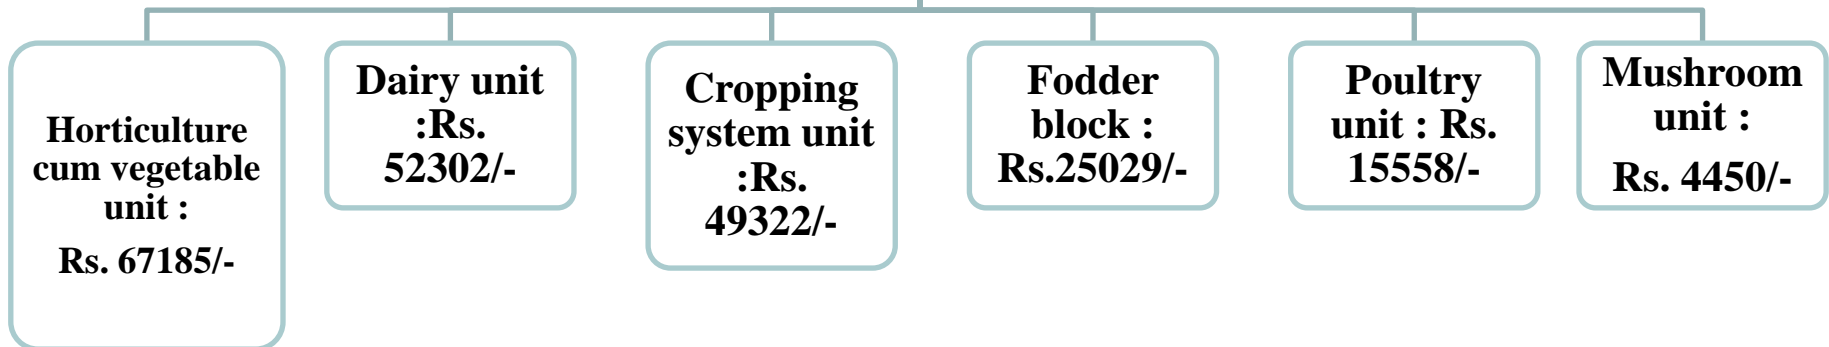 Horticulture
cum vegetable
unit :
Rs. 67185/-
Dairy unit
:Rs.
52302/-
Cropping
system unit
:Rs.
49322/-
Fodder
block :
Rs.25029/-
Poultry
unit : Rs.
15558/-
Mushroom
unit :
Rs. 4450/-